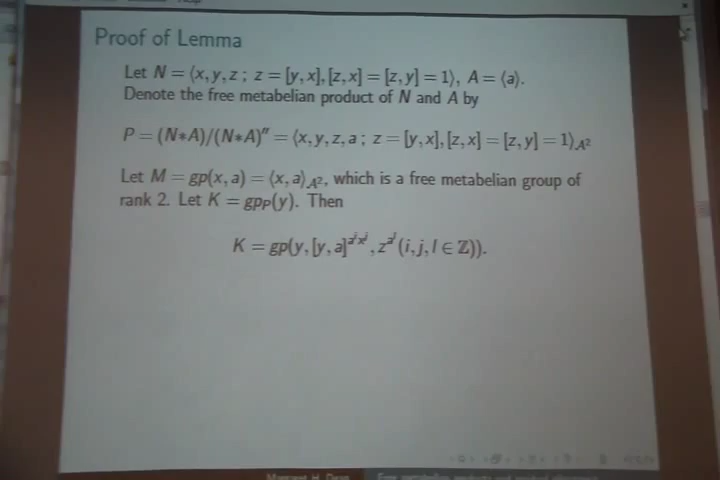 Proof of Lemma
Let N = ⟨x, y, z ; z = [y, x], [z, x] = [z, y] = 1⟩, A = ⟨a⟩.
Denote the free metabelian product of N and A by
P = (N∗A)/(N∗A)″ = ⟨x, y, z, a ; z = [y, x], [z, x] = [z, y] = 1⟩_{A²}
Let M = gp(x, a) = ⟨x, a⟩_{A²}, which is a free metabelian group of
rank 2. Let K = gp_P(y). Then
K = gp(y, [y, a]^{a^i x^j}, z^{a^l} (i, j, l ∈ ℤ)).